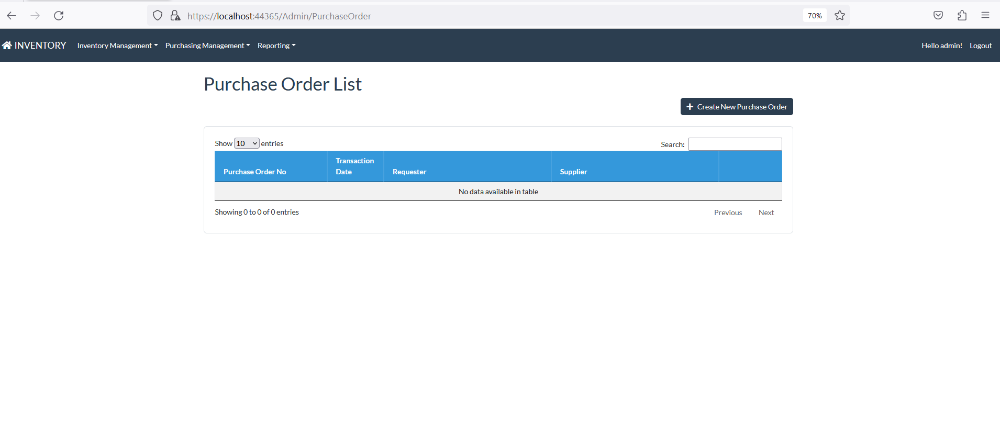 https://localhost:44365/Admin/PurchaseOrder
70%
INVENTORY
Inventory Management
Purchasing Management
Reporting
Hello admin!
Logout
Purchase Order List
Create New Purchase Order
Show 10 entries
Search:
Purchase Order No
Transaction
Date
Requester
Supplier
No data available in table
Showing 0 to 0 of 0 entries
Previous
Next